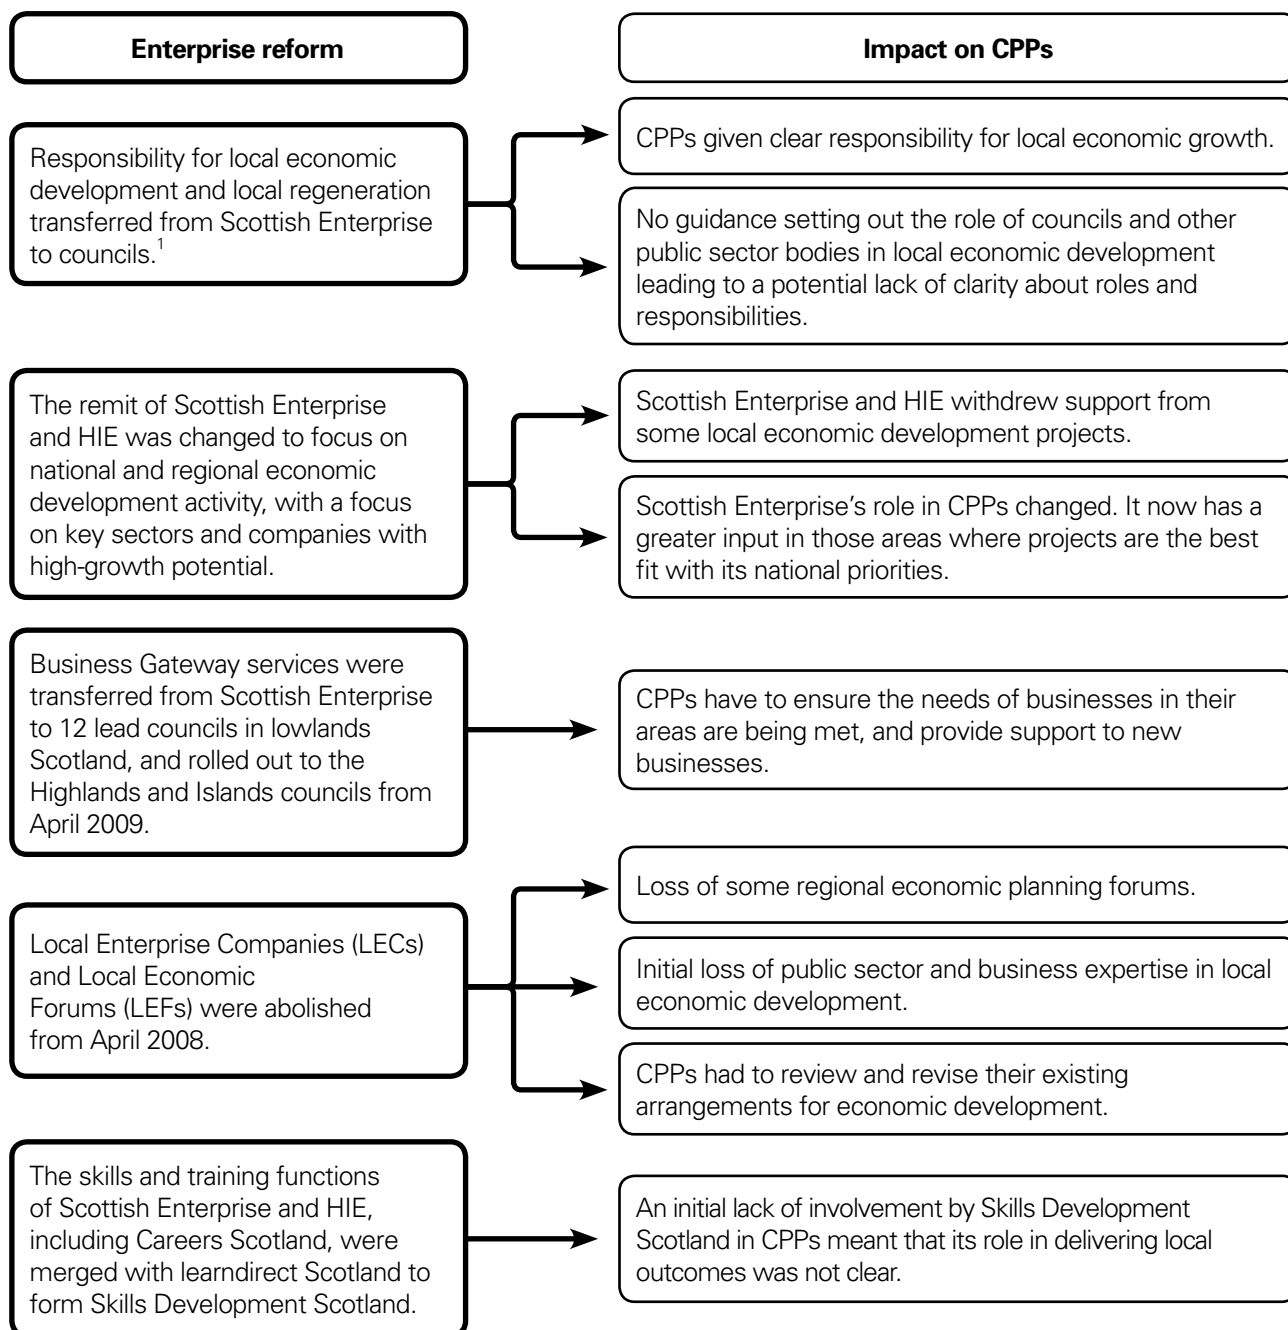 Enterprise reform
Impact on CPPs
Responsibility for local economic
development and local regeneration
transferred from Scottish Enterprise
to councils.1
CPPs given clear responsibility for local economic growth.
No guidance setting out the role of councils and other
public sector bodies in local economic development
leading to a potential lack of clarity about roles and
responsibilities.
The remit of Scottish Enterprise
and HIE was changed to focus on
national and regional economic
development activity, with a focus
on key sectors and companies with
high-growth potential.
Scottish Enterprise and HIE withdrew support from
some local economic development projects.
Scottish Enterprise’s role in CPPs changed. It now has a
greater input in those areas where projects are the best
fit with its national priorities.
Business Gateway services were
transferred from Scottish Enterprise
to 12 lead councils in lowlands
Scotland, and rolled out to the
Highlands and Islands councils from
April 2009.
CPPs have to ensure the needs of businesses in their
areas are being met, and provide support to new
businesses.
Local Enterprise Companies (LECs)
and Local Economic
Forums (LEFs) were abolished
from April 2008.
Loss of some regional economic planning forums.
Initial loss of public sector and business expertise in local
economic development.
CPPs had to review and revise their existing
arrangements for economic development.
The skills and training functions
of Scottish Enterprise and HIE,
including Careers Scotland, were
merged with learndirect Scotland to
form Skills Development Scotland.
An initial lack of involvement by Skills Development
Scotland in CPPs meant that its role in delivering local
outcomes was not clear.